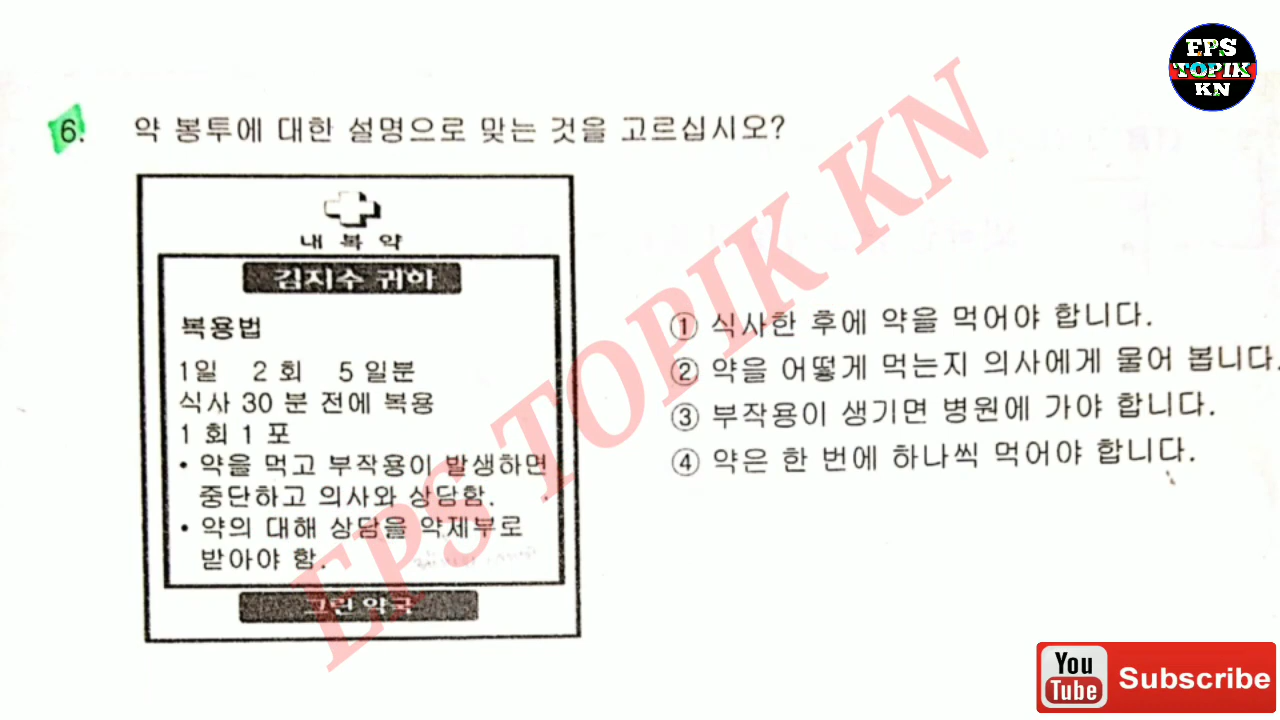 EPS
TOPIK
KN
6. 약 봉투에 대한 설명으로 맞는 것을 고르십시오?
내 복 약
김지수 귀하
복용법
1일 2 회 5 일분
식사 30 분 전에 복용
1 회 1 포
• 약을 먹고 부작용이 발생하면
중단하고 의사와 상담함.
• 약의 대해 상담을 약제부로
받아야 함.
그린 약국
① 식사한 후에 약을 먹어야 합니다.
② 약을 어떻게 먹는지 의사에게 물어 봅니다.
③ 부작용이 생기면 병원에 가야 합니다.
④ 약은 한 번에 하나씩 먹어야 합니다.
EPS TOPIK KN
You
Tube
Subscribe